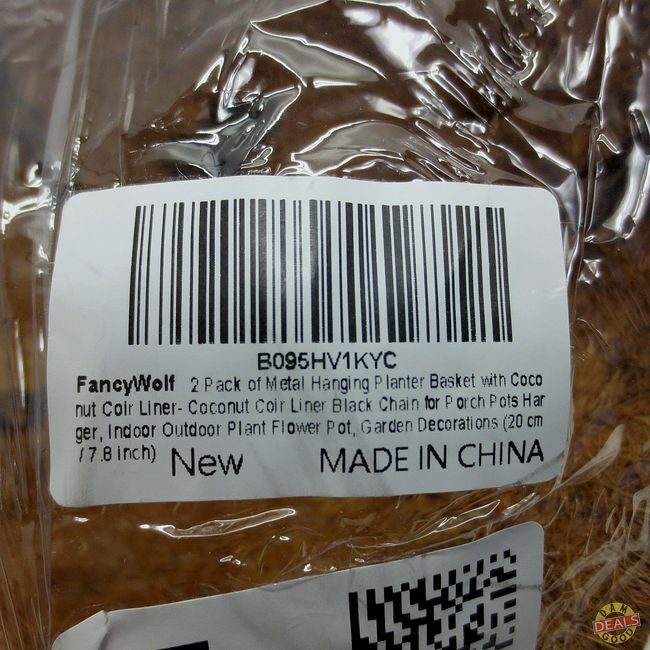 B095HV1KYC
FancyWolf 2 Pack of Metal Hanging Planter Basket with Coco
nut Coir Liner- Coconut Coir Liner Black Chain for Porch Pots Han
ger, Indoor Outdoor Plant Flower Pot, Garden Decorations (20 cm
/ 7.8 inch) New MADE IN CHINA
DAMN
GOOD
DEALS